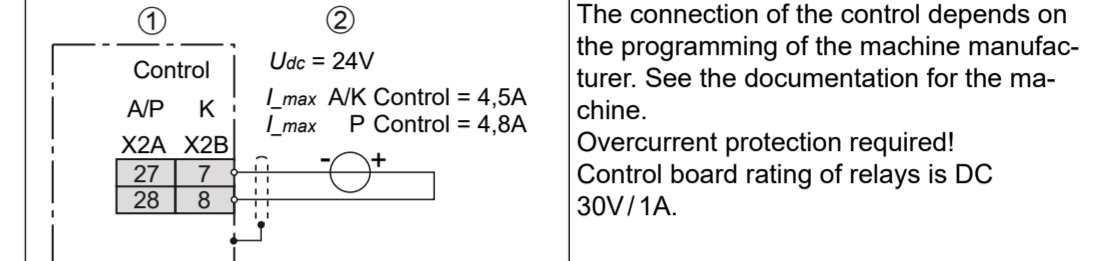 ① ②
Control
Udc = 24V
A/P K
I_max A/K Control = 4,5A
I_max P Control = 4,8A
X2A X2B
- +
27 7
28 8
The connection of the control depends on
the programming of the machine manufac-
turer. See the documentation for the ma-
chine.
Overcurrent protection required!
Control board rating of relays is DC
30V/1A.